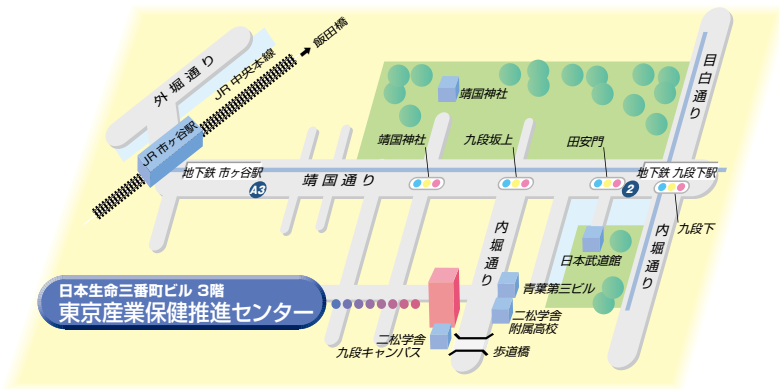 飯田橋
外堀通り
JR中央本線
JR市ヶ谷駅
目白通り
靖国神社
靖国神社
九段坂上
田安門
地下鉄 市ヶ谷駅
靖国通り
地下鉄 九段下駅
A3
2
九段下
内堀通り
内堀通り
日本武道館
日本生命三番町ビル 3階
東京産業保健推進センター
青葉第三ビル
二松学舎
附属高校
二松学舎
九段キャンパス
歩道橋